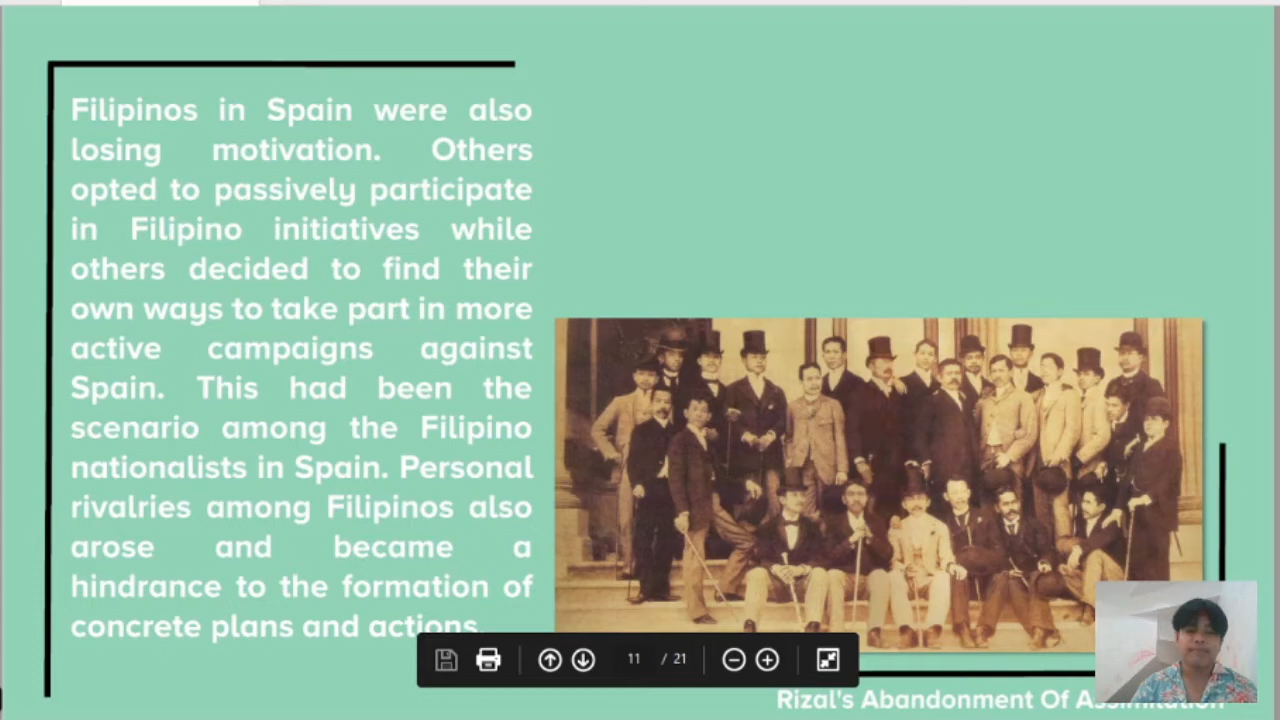 Filipinos in Spain were also
losing motivation. Others
opted to passively participate
in Filipino initiatives while
others decided to find their
own ways to take part in more
active campaigns against
Spain. This had been the
scenario among the Filipino
nationalists in Spain. Personal
rivalries among Filipinos also
arose and became a
hindrance to the formation of
concrete plans and actions.
11 / 21
Rizal's Abandonment Of Assimilation